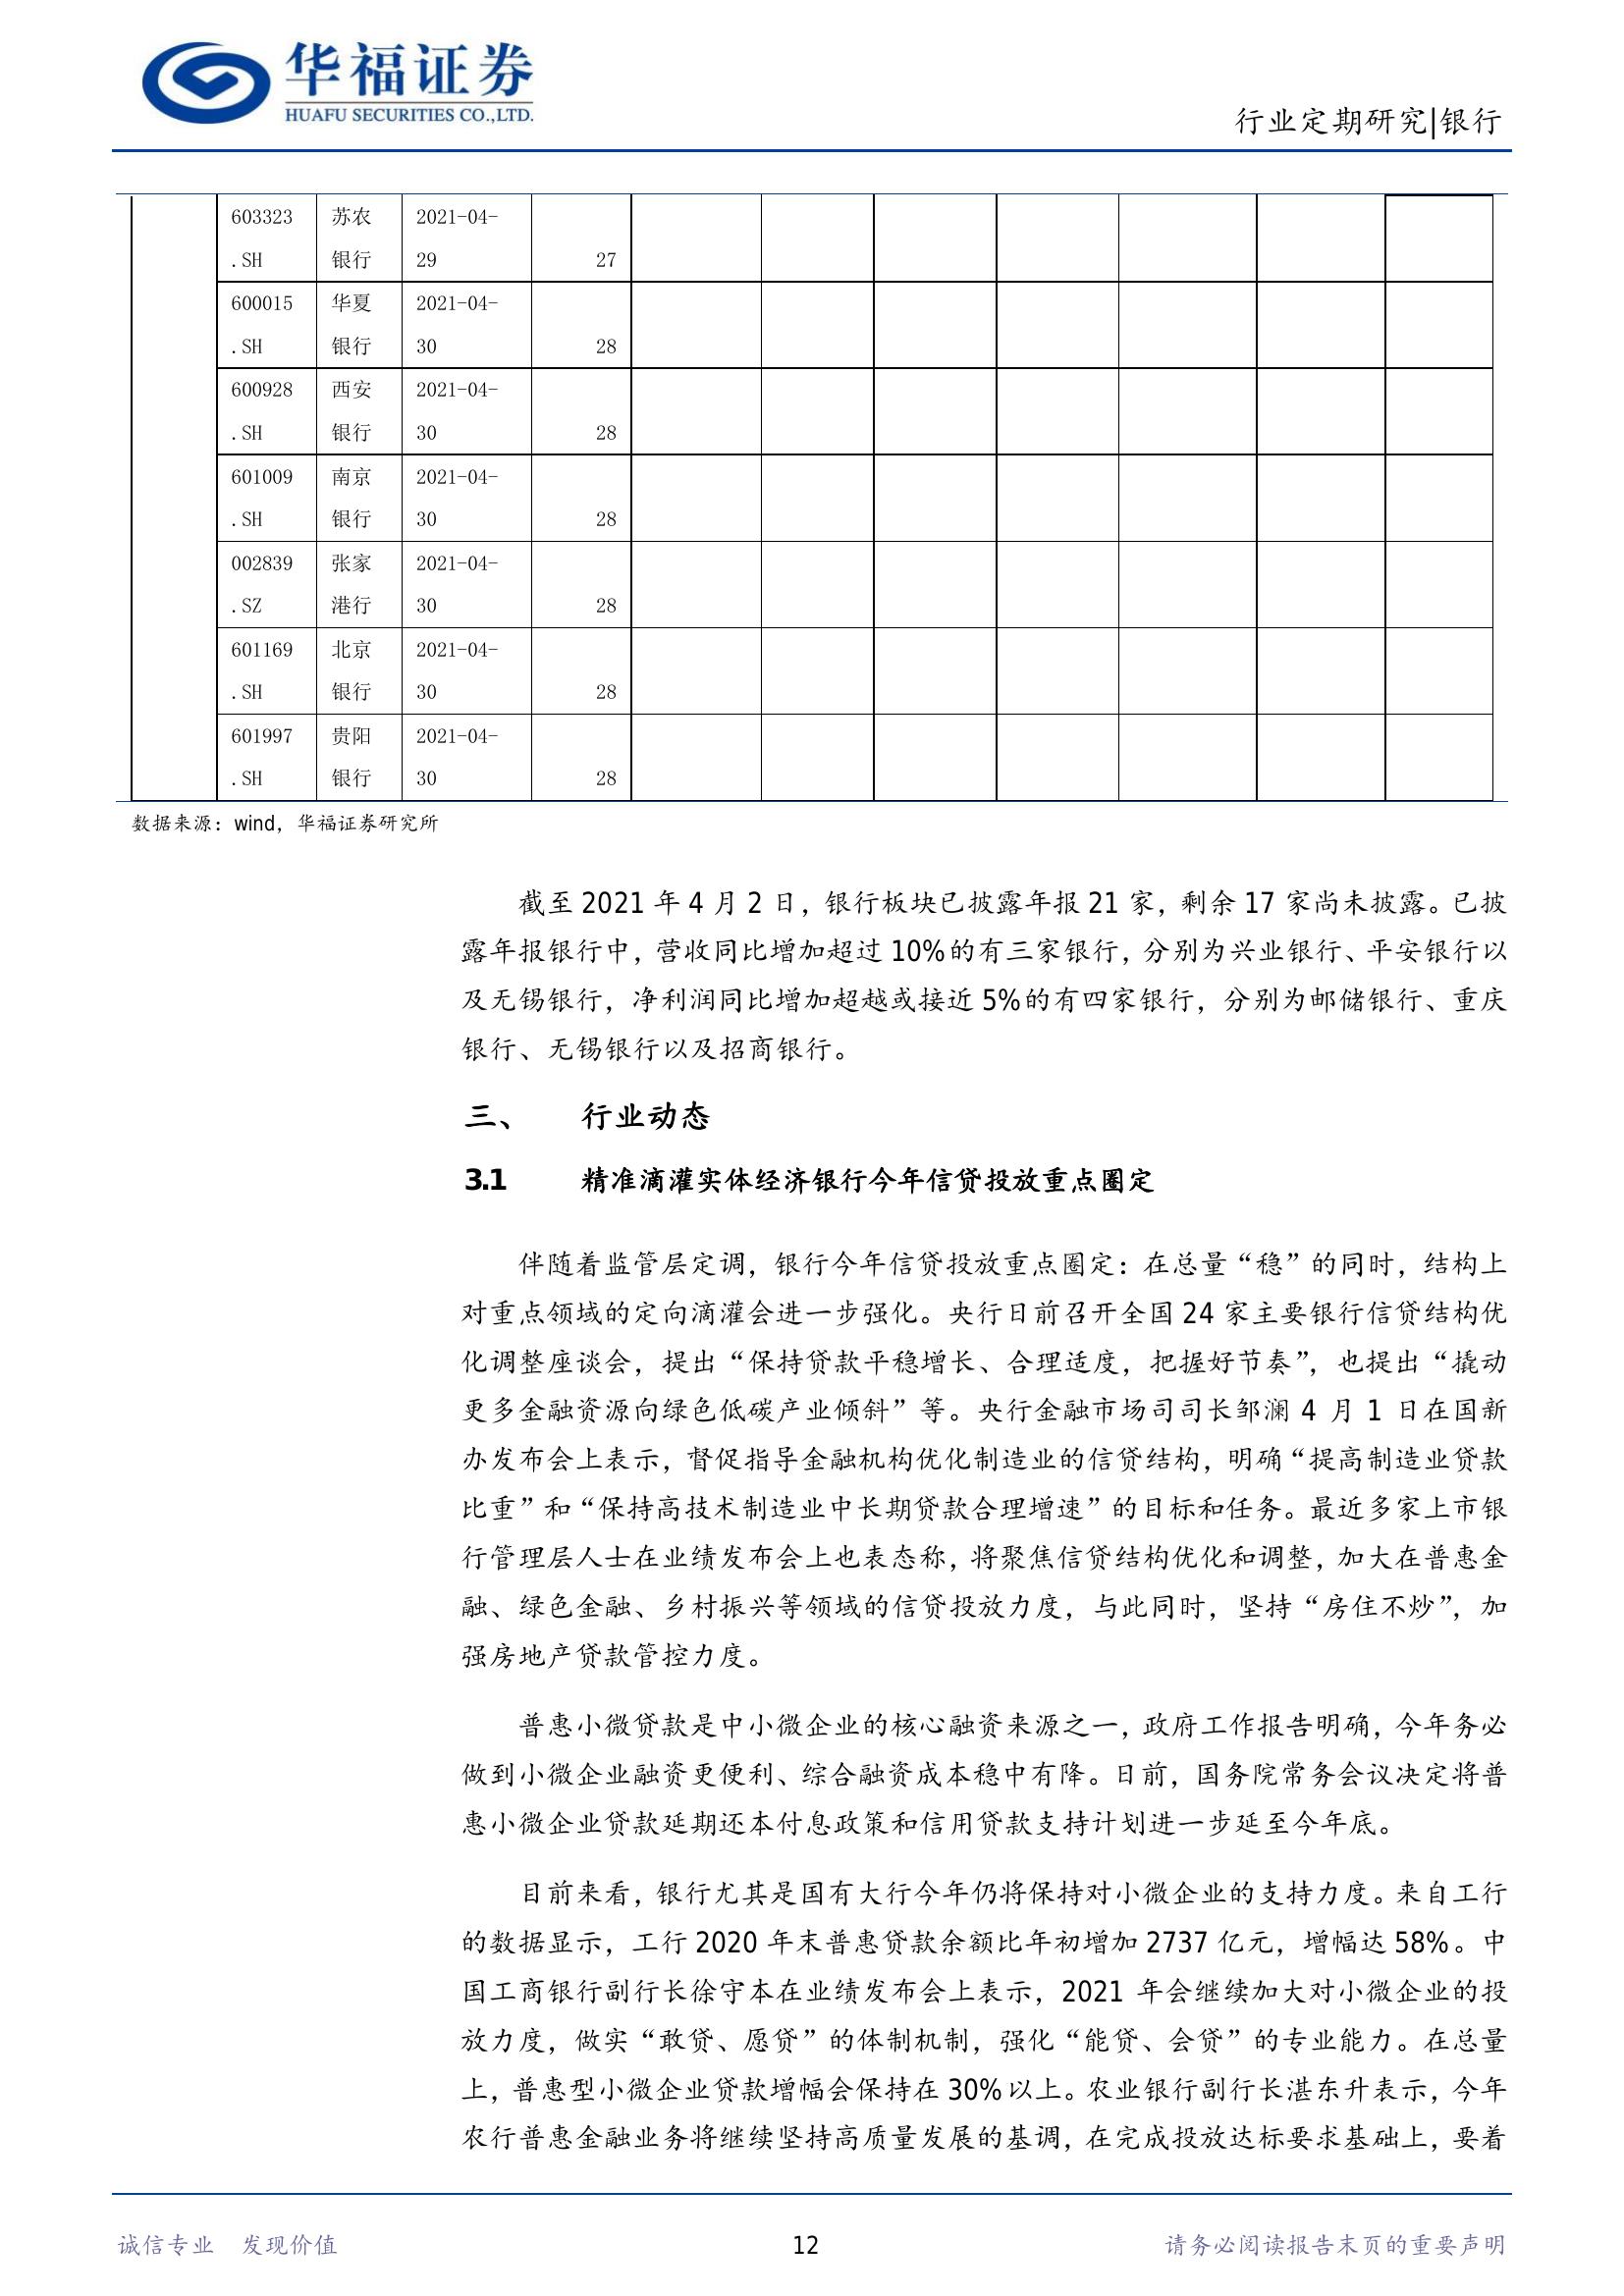 华福证券
HUAFU SECURITIES CO.,LTD.
行业定期研究|银行
603323 苏农 2021-04-
.SH 银行 29 27
600015 华夏 2021-04-
.SH 银行 30 28
600928 西安 2021-04-
.SH 银行 30 28
601009 南京 2021-04-
.SH 银行 30 28
002839 张家 2021-04-
.SZ 港行 30 28
601169 北京 2021-04-
.SH 银行 30 28
601997 贵阳 2021-04-
.SH 银行 30 28
数据来源：wind，华福证券研究所
截至 2021 年 4 月 2 日，银行板块已披露年报 21 家，剩余 17 家尚未披露。已披
露年报银行中，营收同比增加超过 10%的有三家银行，分别为兴业银行、平安银行以
及无锡银行，净利润同比增加超越或接近 5%的有四家银行，分别为邮储银行、重庆
银行、无锡银行以及招商银行。
三、 行业动态
3.1 精准滴灌实体经济银行今年信贷投放重点圈定
伴随着监管层定调，银行今年信贷投放重点圈定：在总量“稳”的同时，结构上
对重点领域的定向滴灌会进一步强化。央行日前召开全国 24 家主要银行信贷结构优
化调整座谈会，提出“保持贷款平稳增长、合理适度，把握好节奏”，也提出“撬动
更多金融资源向绿色低碳产业倾斜”等。央行金融市场司司长邹澜 4 月 1 日在国新
办发布会上表示，督促指导金融机构优化制造业的信贷结构，明确“提高制造业贷款
比重”和“保持高技术制造业中长期贷款合理增速”的目标和任务。最近多家上市银
行管理层人士在业绩发布会上也表态称，将聚焦信贷结构优化和调整，加大在普惠金
融、绿色金融、乡村振兴等领域的信贷投放力度，与此同时，坚持“房住不炒”，加
强房地产贷款管控力度。
普惠小微贷款是中小微企业的核心融资来源之一，政府工作报告明确，今年务必
做到小微企业融资更便利、综合融资成本稳中有降。日前，国务院常务会议决定将普
惠小微企业贷款延期还本付息政策和信用贷款支持计划进一步延至今年底。
目前来看，银行尤其是国有大行今年仍将保持对小微企业的支持力度。来自工行
的数据显示，工行 2020 年末普惠贷款余额比年初增加 2737 亿元，增幅达 58%。中
国工商银行副行长徐守本在业绩发布会上表示，2021 年会继续加大对小微企业的投
放力度，做实“敢贷、愿贷”的体制机制，强化“能贷、会贷”的专业能力。在总量
上，普惠型小微企业贷款增幅会保持在 30%以上。农业银行副行长湛东升表示，今年
农行普惠金融业务将继续坚持高质量发展的基调，在完成投放达标要求基础上，要着
诚信专业 发现价值 12 请务必阅读报告末页的重要声明